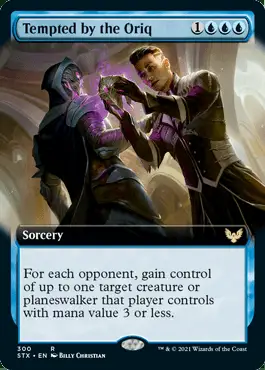 Tempted by the Oriq 1
Sorcery
For each opponent, gain control
of up to one target creature or
planeswalker that player controls
with mana value 3 or less.
300 R
STX • EN BILLY CHRISTIAN
™ & © 2021 Wizards of the Coast